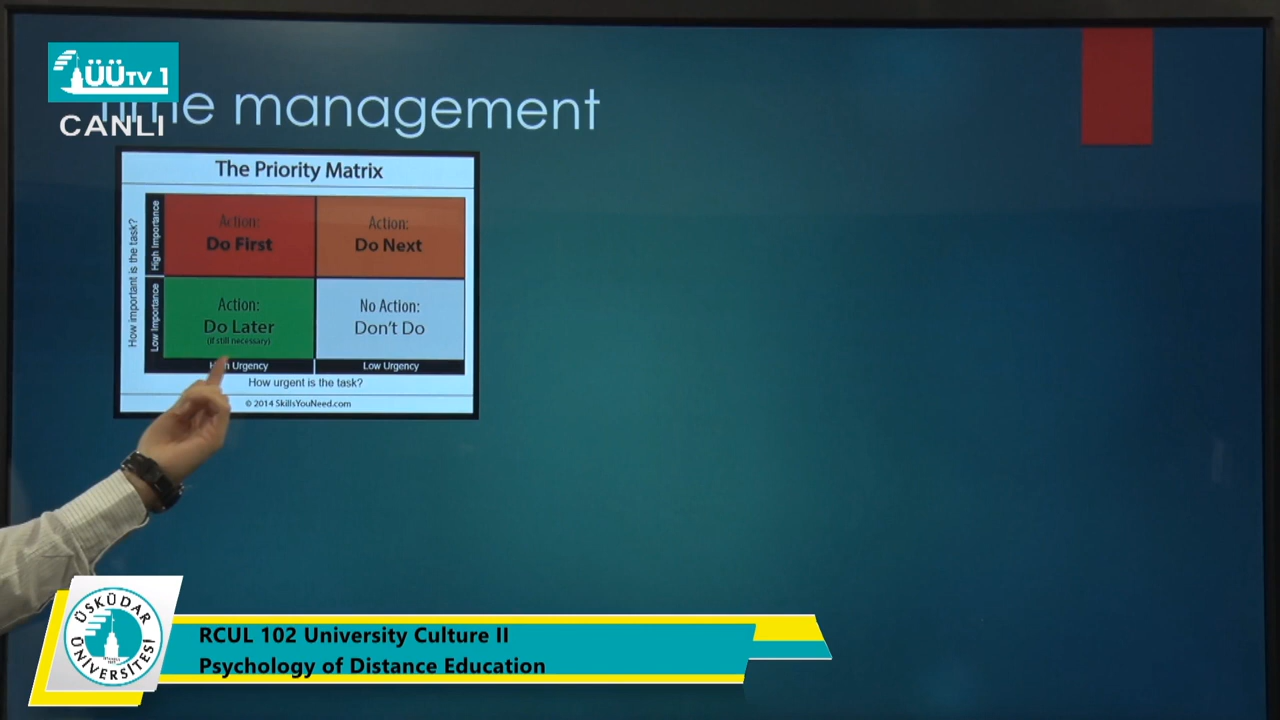 ÜÜTV 1
CANLI
Time management
The Priority Matrix
How important is the task?
High Importance
Low Importance
Action:
Do First
Action:
Do Next
Action:
Do Later
(if still necessary)
No Action:
Don't Do
High Urgency
Low Urgency
How urgent is the task?
© 2014 SkillsYouNeed.com
ÜSKÜDAR
ÜNİVERSİTESİ
RCUL 102 University Culture II
Psychology of Distance Education